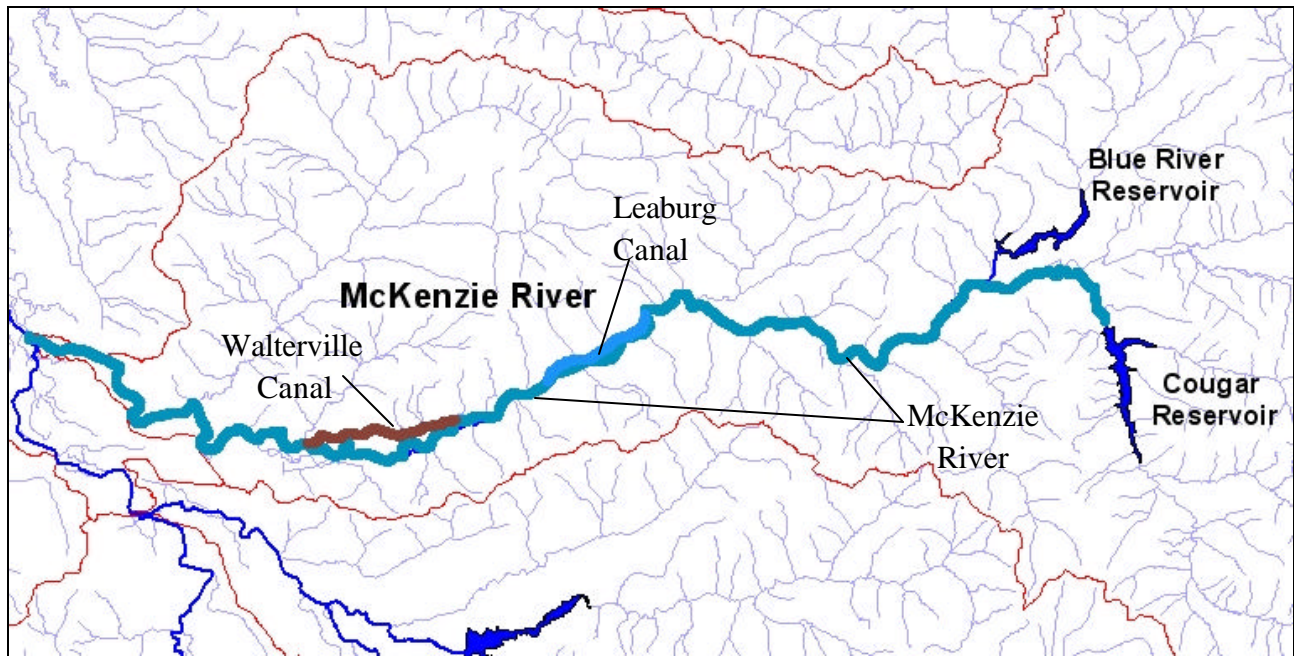 Blue River
Reservoir
Leaburg
Canal
McKenzie River
Walterville
Canal
Cougar
Reservoir
McKenzie
River